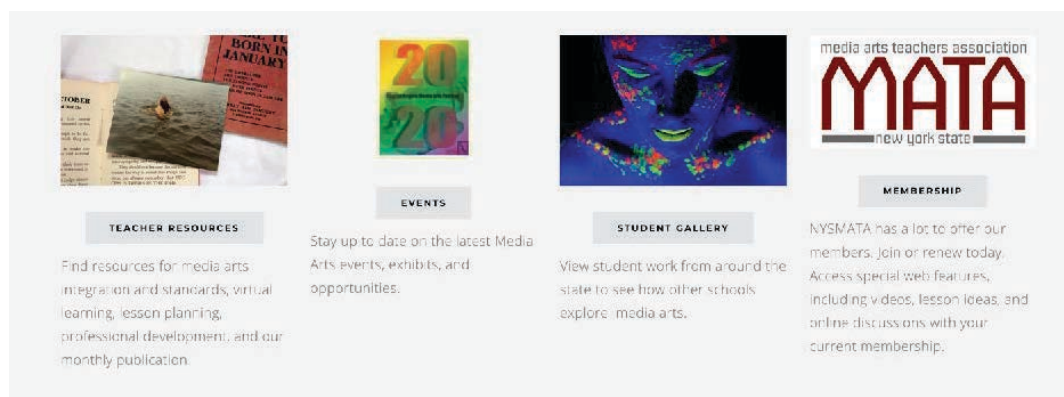 BORN IN
JANUARY
TEACHER RESOURCES
Find resources for media arts
integration and standards, virtual
learning, lesson planning,
professional development, and our
monthly publication.
20
20
EVENTS
Stay up to date on the latest Media
Arts events, exhibits, and
opportunities.
STUDENT GALLERY
View student work from around the
state to see how other schools
explore media arts.
media arts teachers association
MATA
new york state
MEMBERSHIP
NYSMATA has a lot to offer our
members. Join or renew today.
Access special web features,
including videos, lesson ideas, and
online discussions with your
current membership.